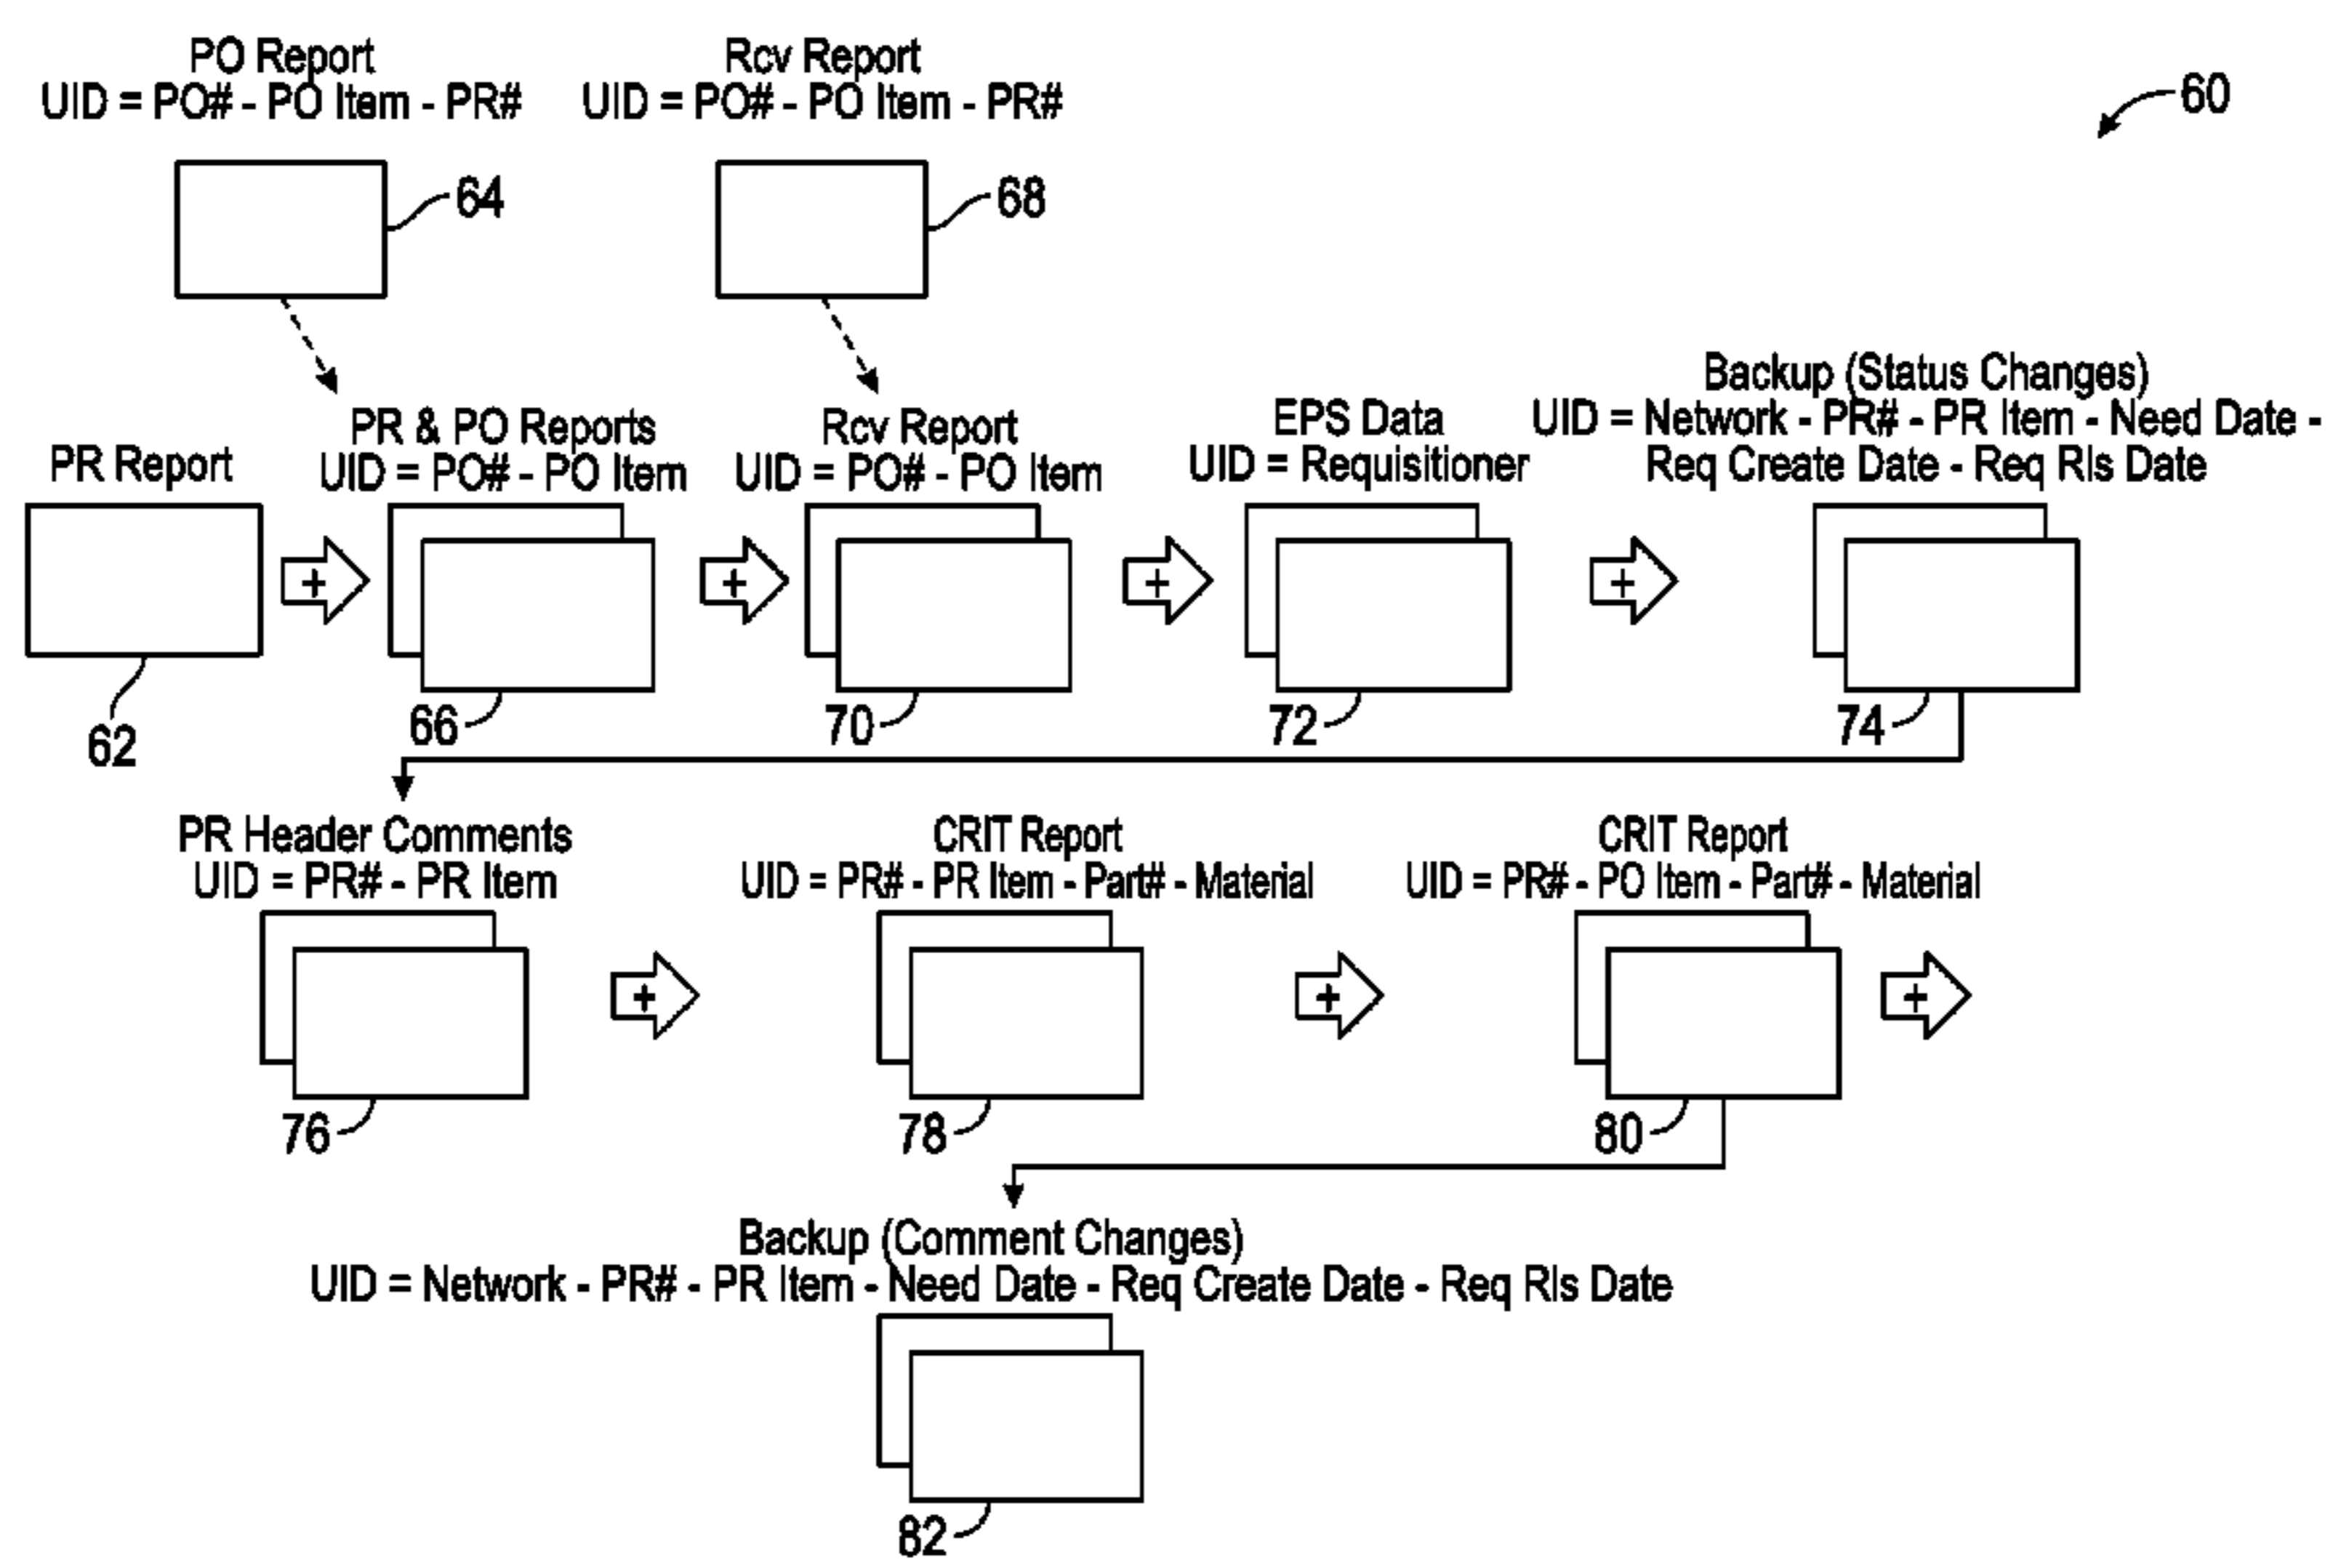 PO Report
UID = PO# - PO Item - PR#
Rcv Report
UID = PO# - PO Item - PR#
60
64
68
PR Report
PR & PO Reports
UID = PO# - PO Item
Rcv Report
UID = PO# - PO Item
EPS Data
UID = Requisitioner
Backup (Status Changes)
UID = Network - PR# - PR Item - Need Date -
Req Create Date - Req Rls Date
+
+
+
+
62
66
70
72
74
PR Header Comments
UID = PR# - PR Item
CRIT Report
UID = PR# - PR Item - Part# - Material
CRIT Report
UID = PR# - PO Item - Part# - Material
+
+
+
76
78
80
Backup (Comment Changes)
UID = Network - PR# - PR Item - Need Date - Req Create Date - Req Rls Date
82